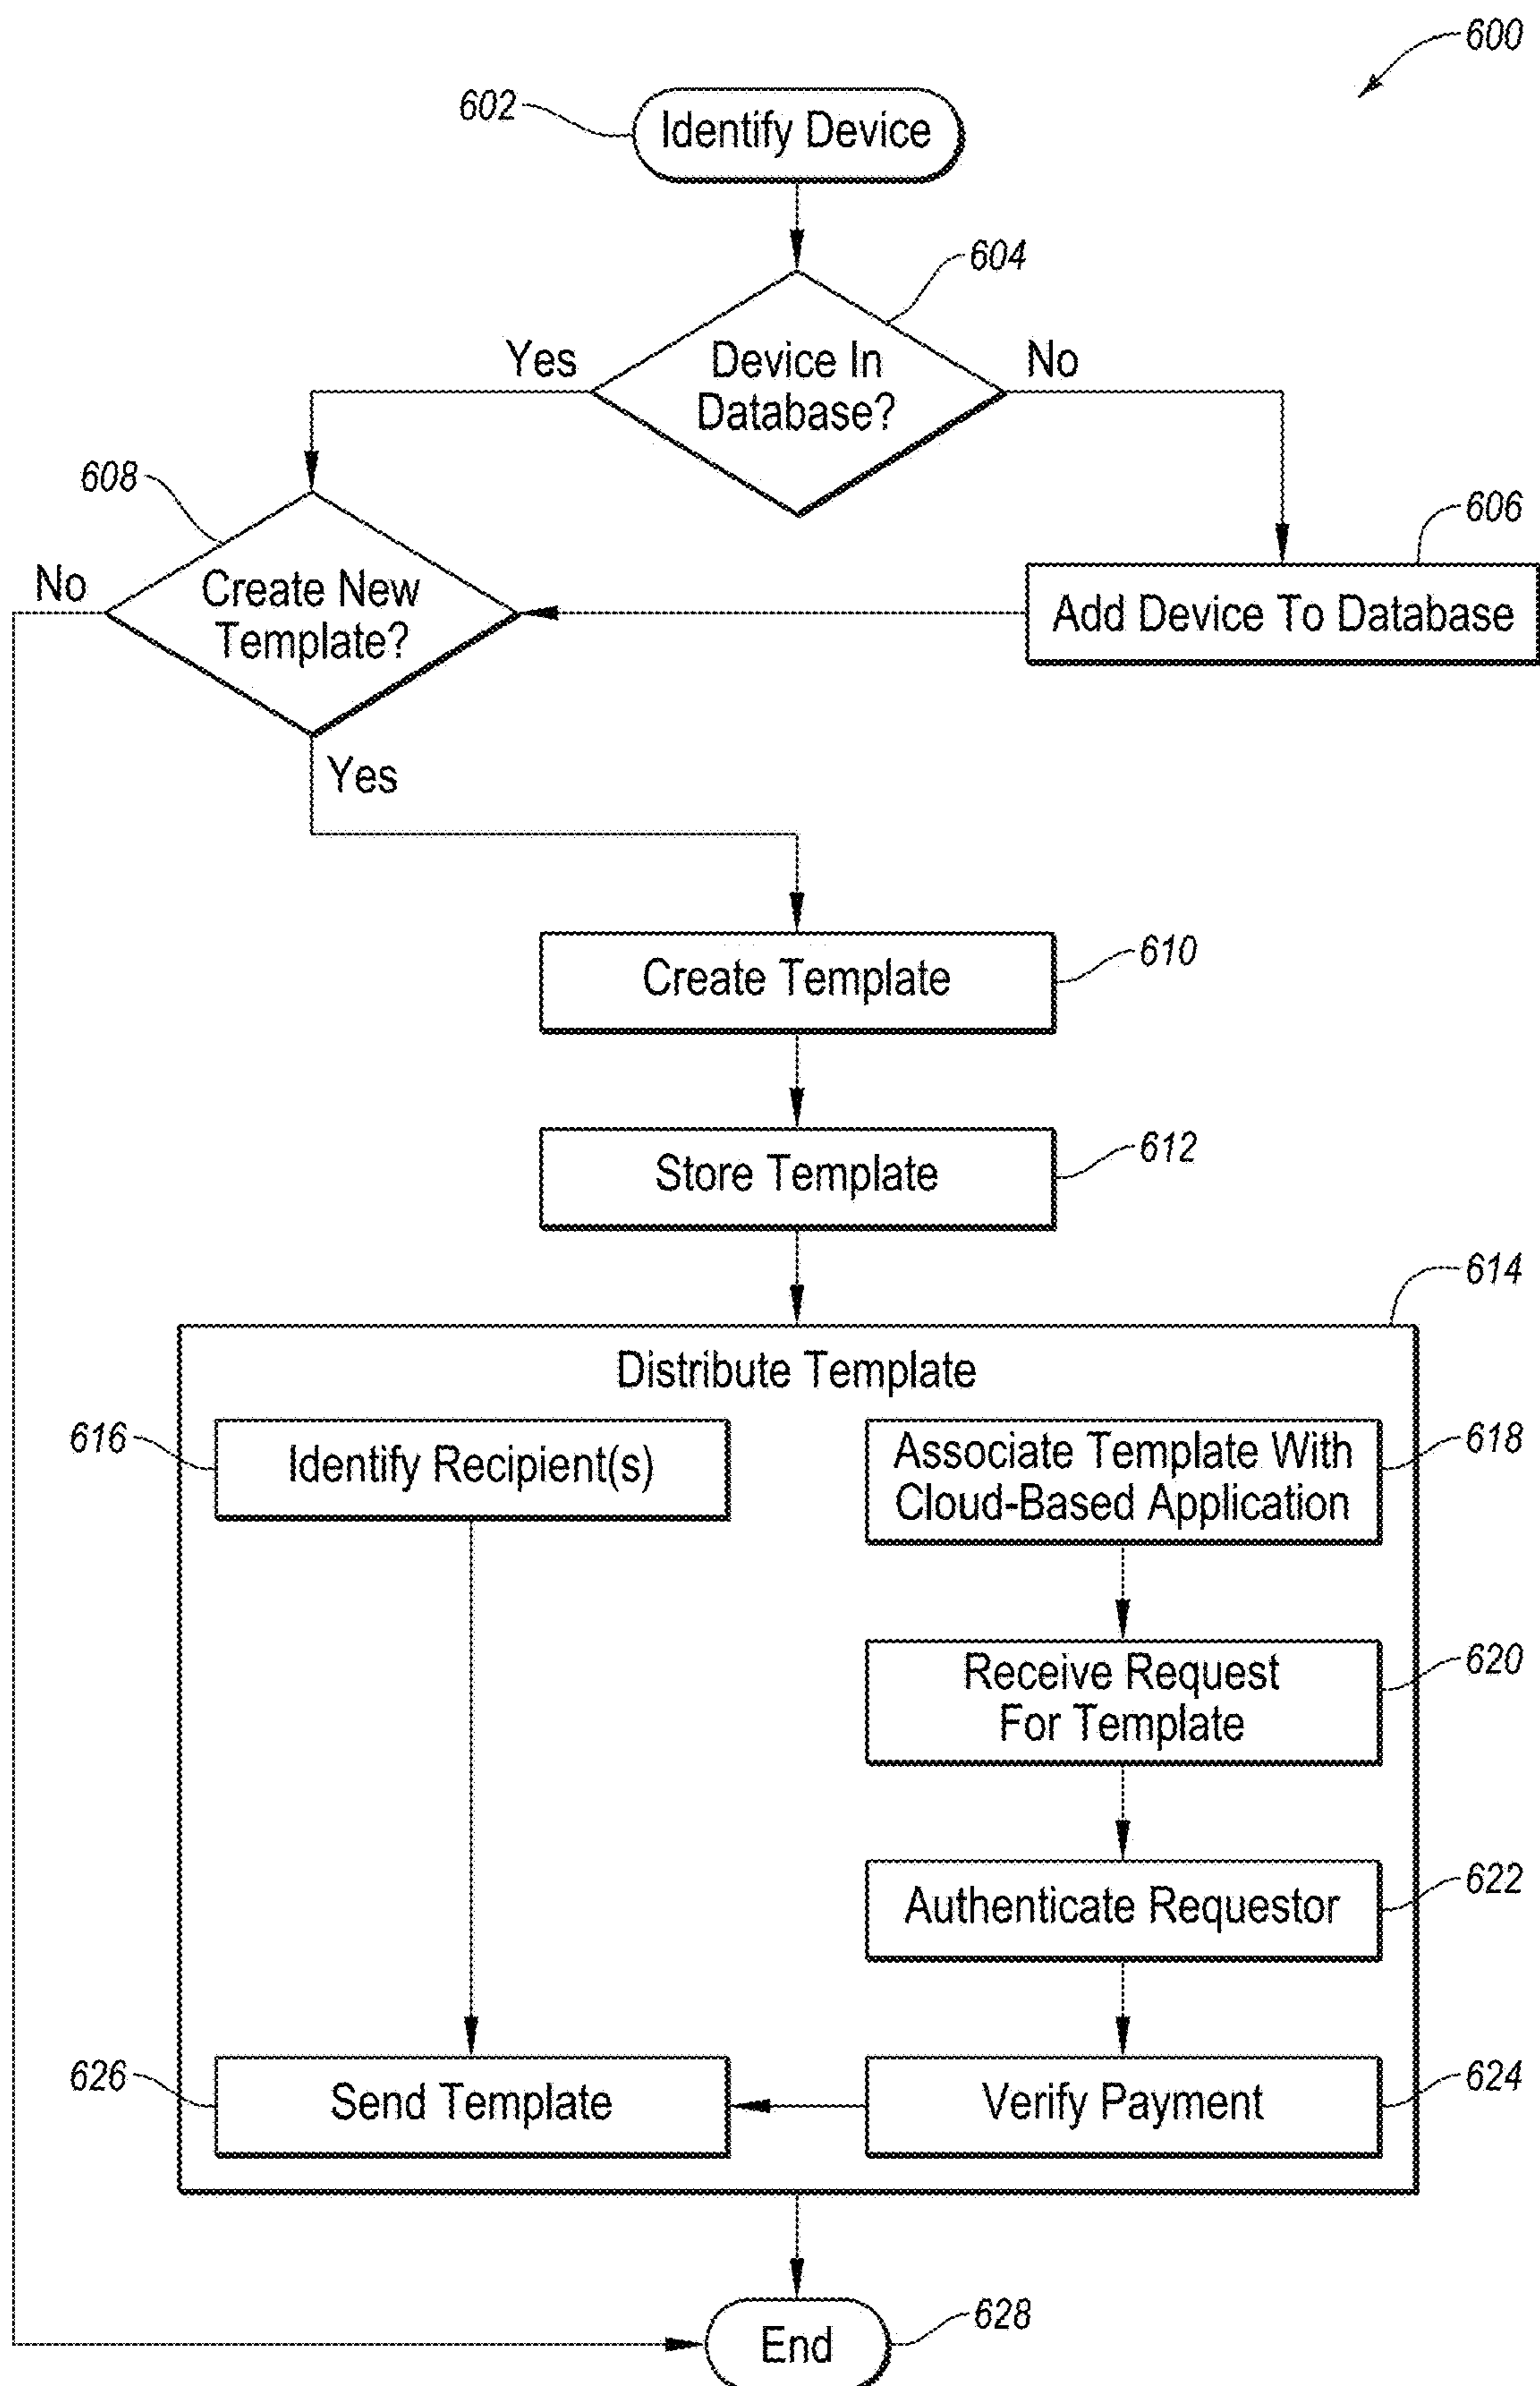 600
602
Identify Device
604
Yes
Device In
Database?
No
608
606
No
Create New
Template?
Add Device To Database
Yes
Create Template
610
Store Template
612
614
Distribute Template
616
Identify Recipient(s)
Associate Template With
Cloud-Based Application
618
Receive Request
For Template
620
Authenticate Requestor
622
626
Send Template
Verify Payment
624
End
628